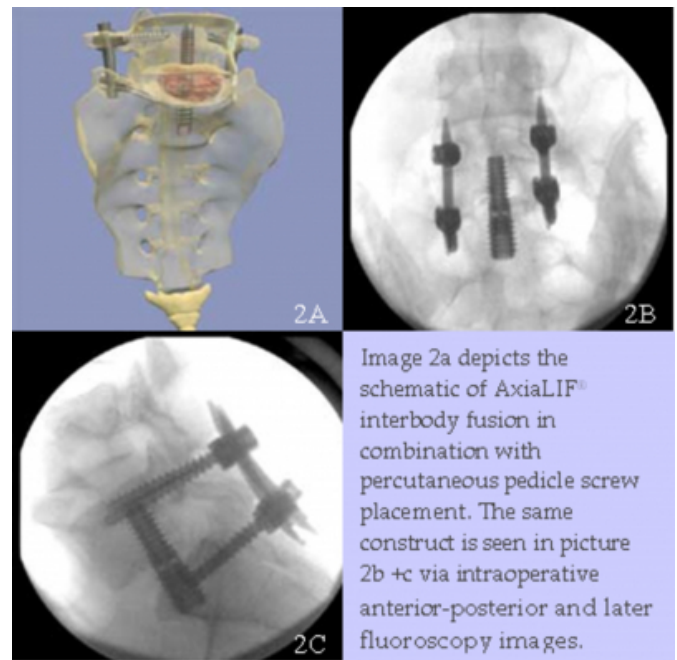 2A
2B
2C
Image 2a depicts the
schematic of AxiaLIF®
interbody fusion in
combination with
percutaneous pedicle screw
placement. The same
construct is seen in picture
2b +c via intraoperative
anterior-posterior and later
fluoroscopy images.